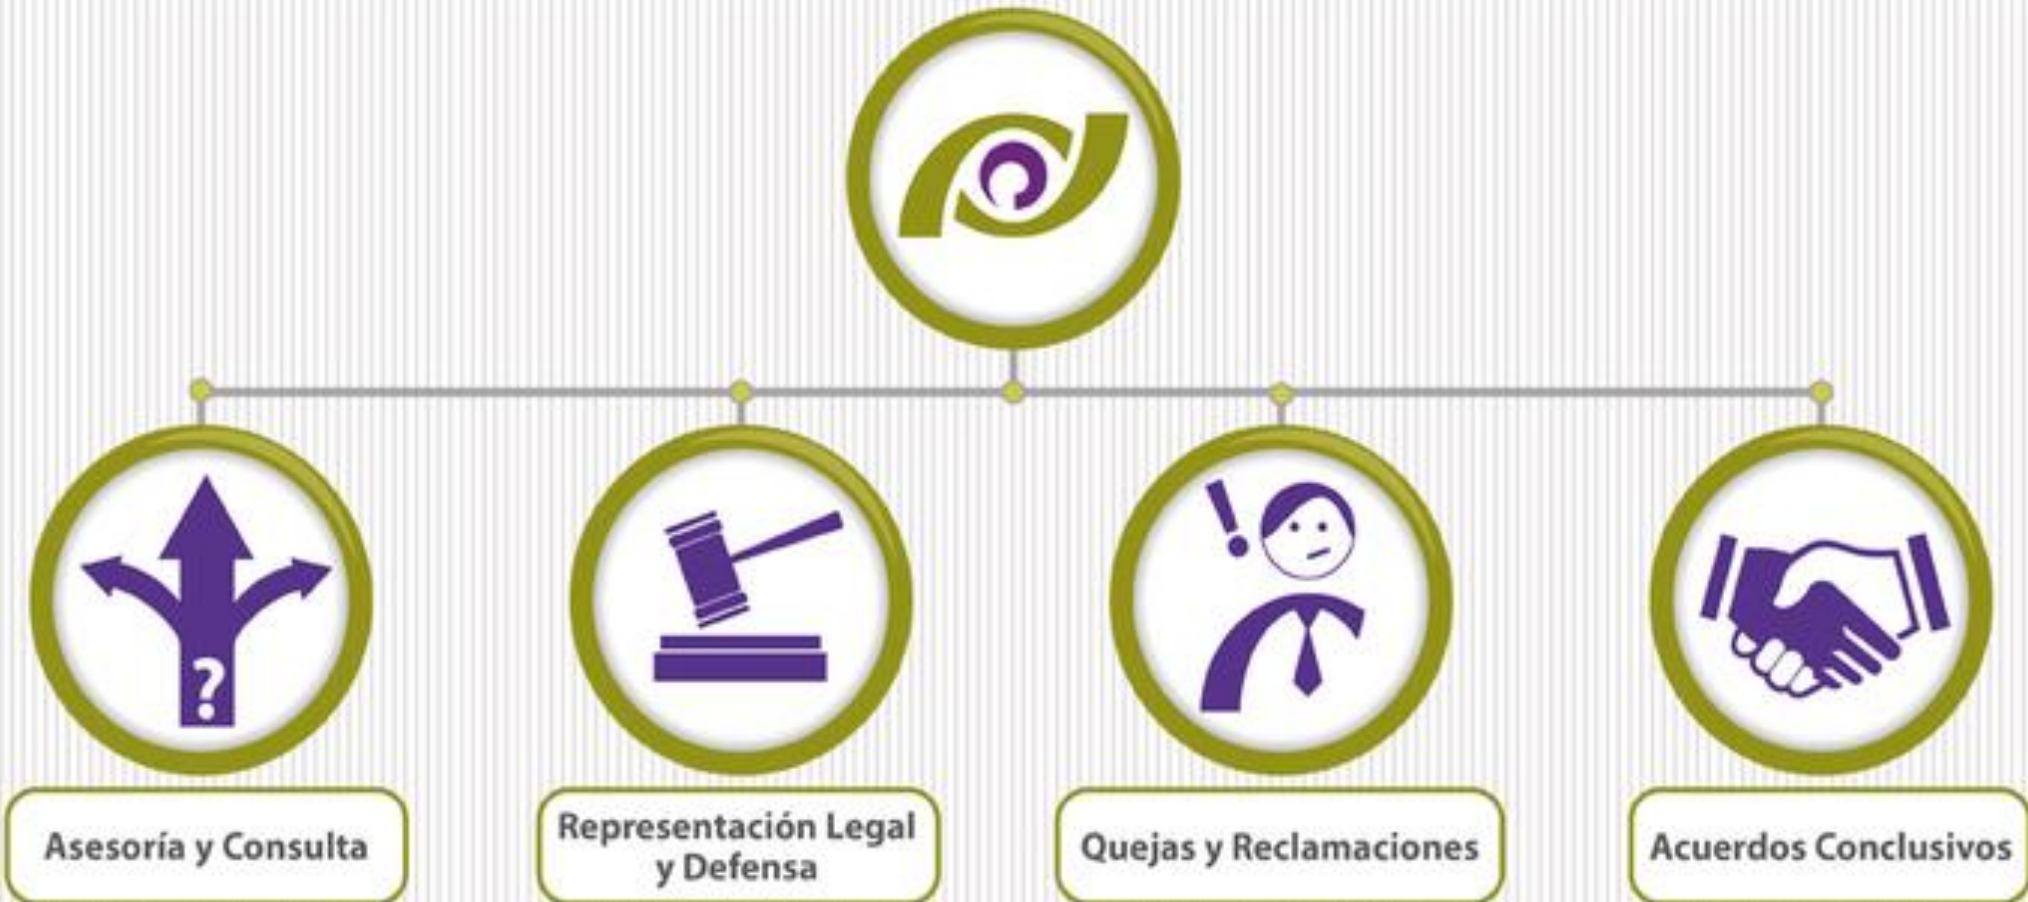 ?
!
Asesoría y Consulta
Representación Legal
y Defensa
Quejas y Reclamaciones
Acuerdos Conclusivos